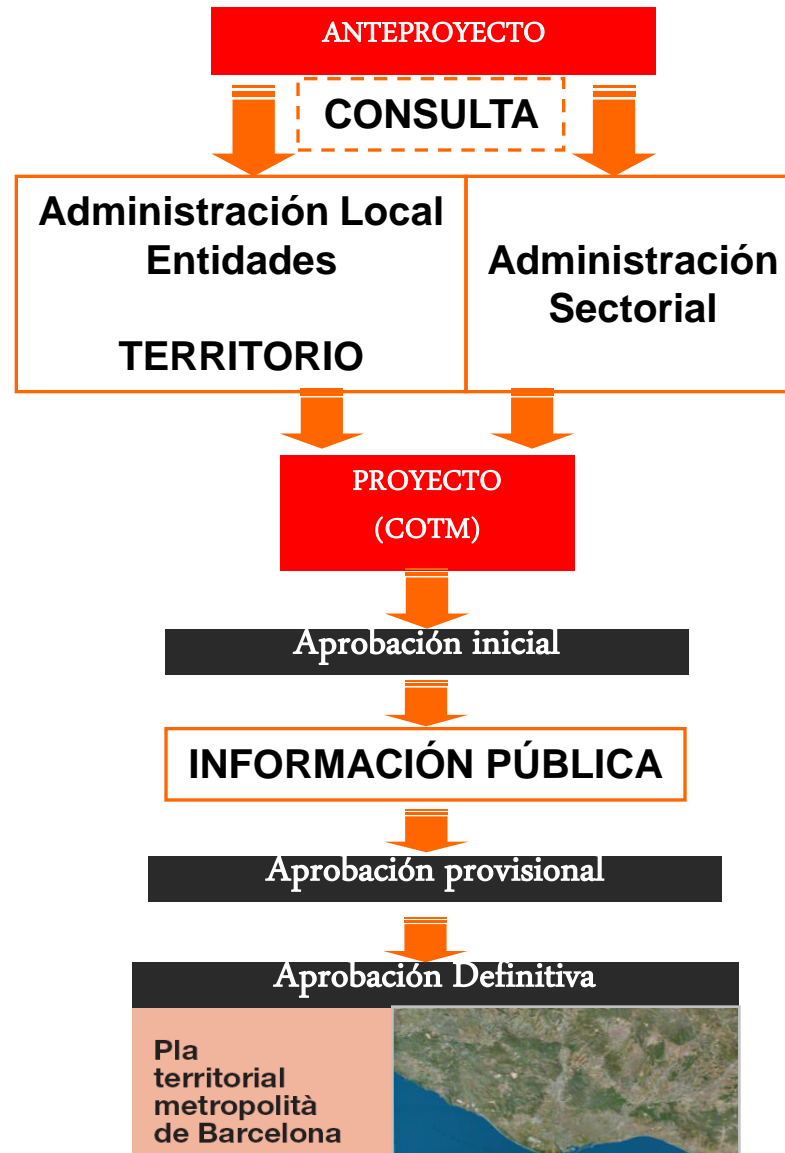 ANTEPROYECTO
CONSULTA
Administración Local
Entidades
TERRITORIO
Administración
Sectorial
PROYECTO
(COTM)
Aprobación inicial
INFORMACIÓN PÚBLICA
Aprobación provisional
Aprobación Definitiva
Pla
territorial
metropolità
de Barcelona